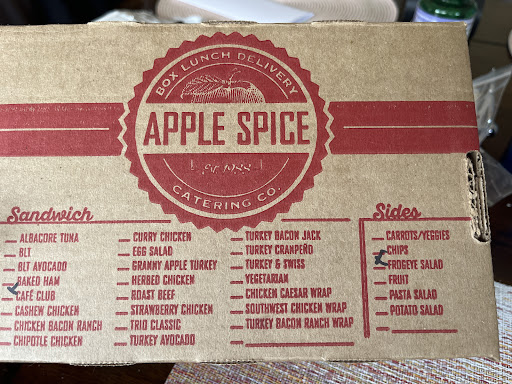 BOX LUNCH DELIVERY
APPLE SPICE
Est. 1988
CATERING CO.
Sandwich
ALBACORE TUNA
BLT
BLT AVOCADO
BAKED HAM
CAFÉ CLUB
CASHEW CHICKEN
CHICKEN BACON RANCH
CHIPOTLE CHICKEN
CURRY CHICKEN
EGG SALAD
GRANNY APPLE TURKEY
HERBED CHICKEN
ROAST BEEF
STRAWBERRY CHICKEN
TRIO CLASSIC
TURKEY AVOCADO
TURKEY BACON JACK
TURKEY CRANPEÑO
TURKEY & SWISS
VEGETARIAN
CHICKEN CAESAR WRAP
SOUTHWEST CHICKEN WRAP
TURKEY BACON RANCH WRAP
Sides
CARROTS/VEGGIES
CHIPS
FROGEYE SALAD
FRUIT
PASTA SALAD
POTATO SALAD